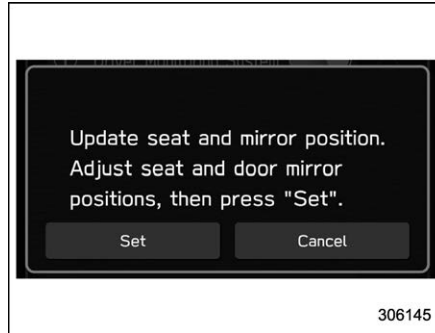 Update seat and mirror position.
Adjust seat and door mirror
positions, then press "Set".
Set
Cancel
306145